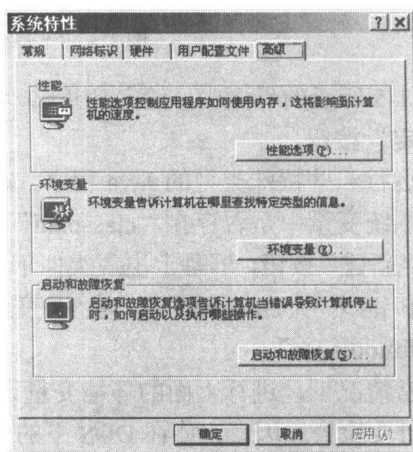 系统特性
常规 网络标识 硬件 用户配置文件 高级
性能
性能选项控制应用程序如何使用内存，这将影响到计算
机的速度。
性能选项(P)...
环境变量
环境变量告诉计算机在哪里查找特定类型的信息。
环境变量(E)...
启动和故障恢复
启动和故障恢复选项告诉计算机当错误导致计算机停止
时，如何启动以及执行哪些操作。
启动和故障恢复(S)...
确定 取消 应用(A)